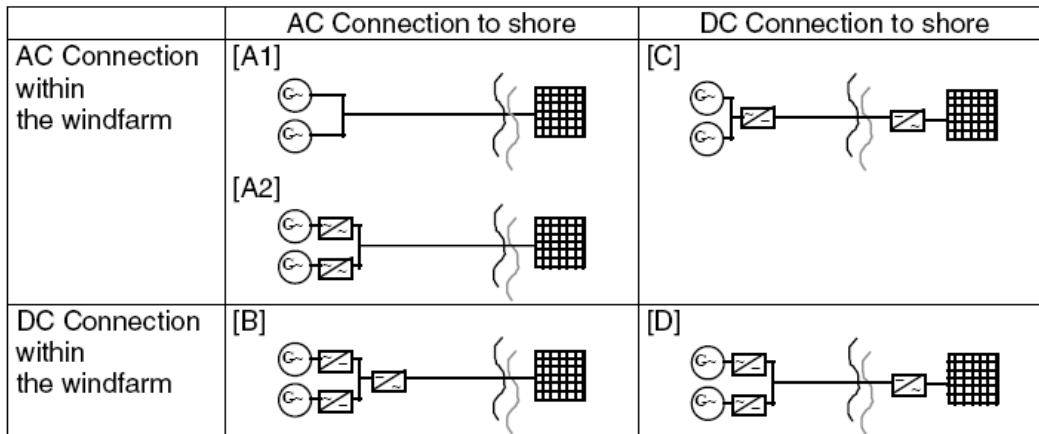 AC Connection to shore
DC Connection to shore
AC Connection
within
the windfarm
[A1]
G~
G~
~ -
- ~
[C]
G~
G~
[A2]
G~
~ ~
G~
~ ~
DC Connection
within
the windfarm
[B]
G~
~ -
G~
~ -
- ~
[D]
G~
~ -
G~
~ -
- ~